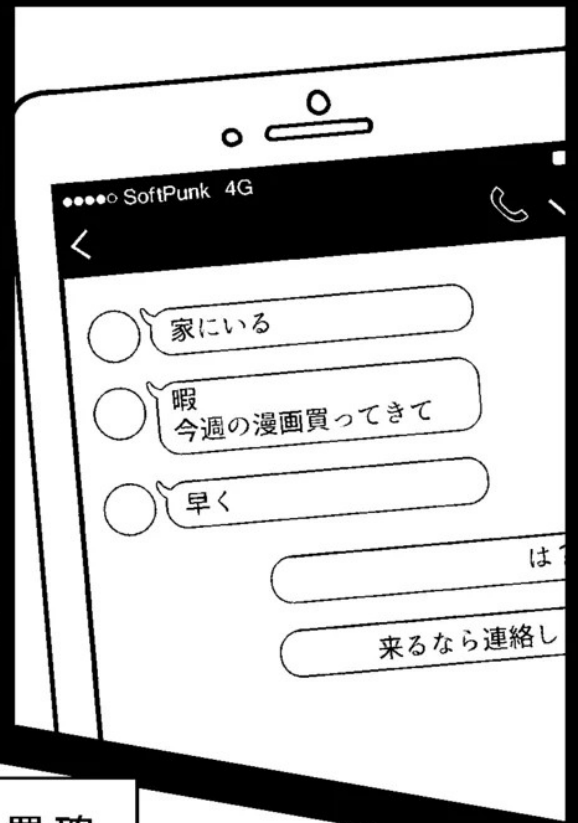 SoftPunk 4G
家にいる
暇
今週の漫画買ってきて
早く
は？
来るなら連絡し